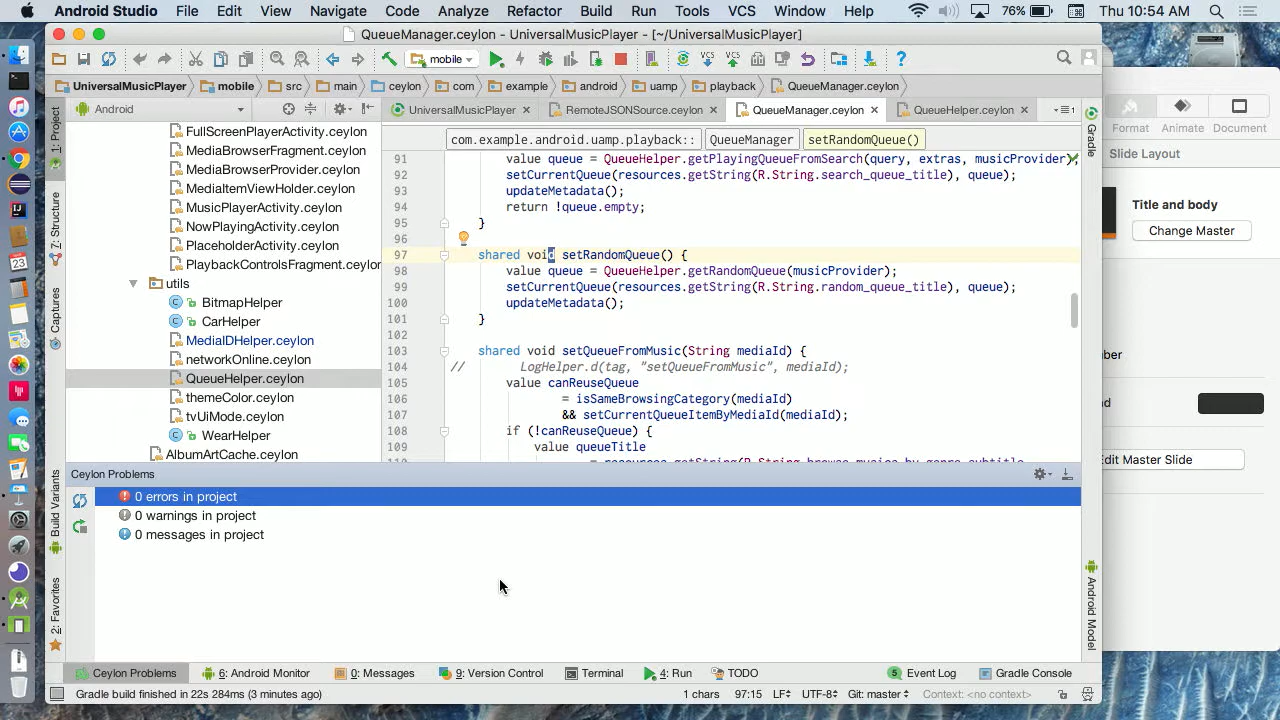 Android Studio File Edit View Navigate Code Analyze Refactor Build Run Tools VCS Window Help 76% Thu 10:54 AM
QueueManager.ceylon - UniversalMusicPlayer - [~/UniversalMusicPlayer]
mobile
UniversalMusicPlayer mobile src main ceylon com example android uamp playback QueueManager.ceylon
Android
UniversalMusicPlayer RemoteJSONSource.ceylon QueueManager.ceylon QueueHelper.ceylon
com.example.android.uamp.playback:: QueueManager setRandomQueue()
FullScreenPlayerActivity.ceylon
MediaBrowserFragment.ceylon
MediaBrowserProvider.ceylon
MediaItemViewHolder.ceylon
MusicPlayerActivity.ceylon
NowPlayingActivity.ceylon
PlaceholderActivity.ceylon
PlaybackControlsFragment.ceylon
utils
BitmapHelper
CarHelper
MediaIDHelper.ceylon
networkOnline.ceylon
QueueHelper.ceylon
themeColor.ceylon
tvUiMode.ceylon
WearHelper
AlbumArtCache.ceylon
91 value queue = QueueHelper.getPlayingQueueFromSearch(query, extras, musicProvider)
92 setCurrentQueue(resources.getString(R.String.search_queue_title), queue);
93 updateMetadata();
94 return !queue.empty;
95 }
96
97 shared void setRandomQueue() {
98 value queue = QueueHelper.getRandomQueue(musicProvider);
99 setCurrentQueue(resources.getString(R.String.random_queue_title), queue);
100 updateMetadata();
101 }
102
103 shared void setQueueFromMusic(String mediaId) {
104 // LogHelper.d(tag, "setQueueFromMusic", mediaId);
105 value canReuseQueue
106 = isSameBrowsingCategory(mediaId)
107 && setCurrentQueueItemByMediaId(mediaId);
108 if (!canReuseQueue) {
109 value queueTitle
= resources.getString(R.String.browse_musics_by_genre_subtitle
1: Project
7: Structure
Captures
Build Variants
2: Favorites
Gradle
Android Model
Ceylon Problems
0 errors in project
0 warnings in project
0 messages in project
Ceylon Problems 6: Android Monitor 0: Messages 9: Version Control Terminal 4: Run TODO Event Log Gradle Console
Gradle build finished in 22s 284ms (3 minutes ago) 1 chars 97:13 LF UTF-8 Git: master Context: <no context>
Format Animate Document
Slide Layout
Title and body
Change Master
Edit Master Slide
23